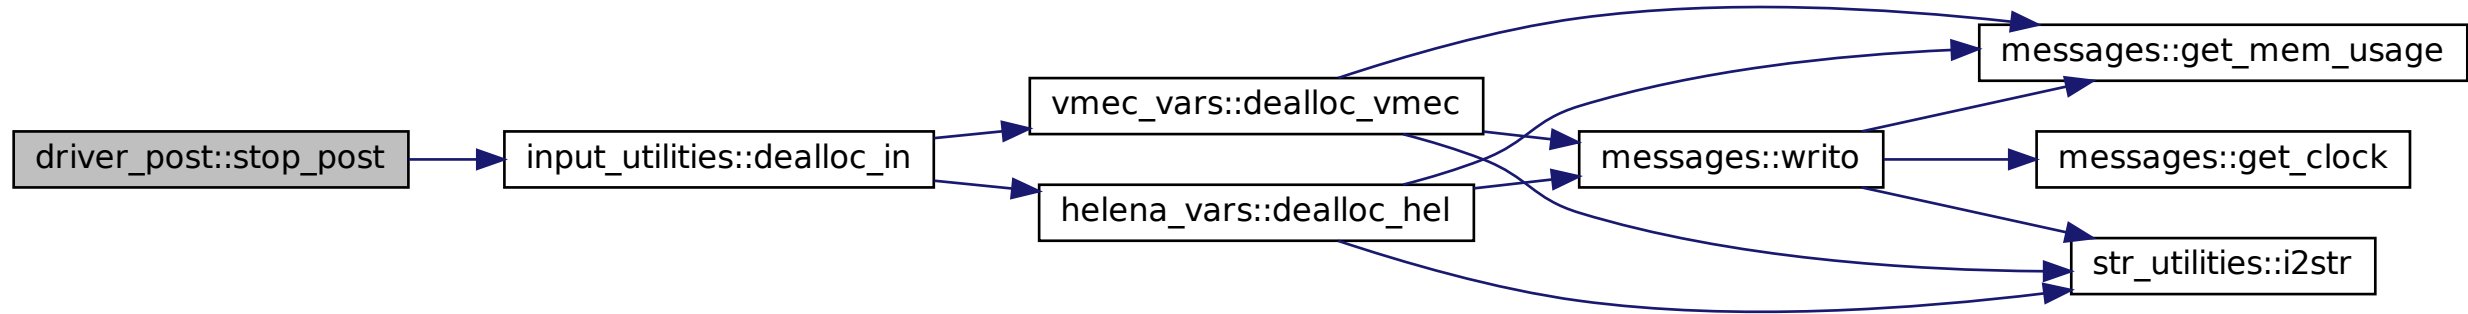 driver_post::stop_post
input_utilities::dealloc_in
vmec_vars::dealloc_vmec
helena_vars::dealloc_hel
messages::writo
messages::get_mem_usage
messages::get_clock
str_utilities::i2str